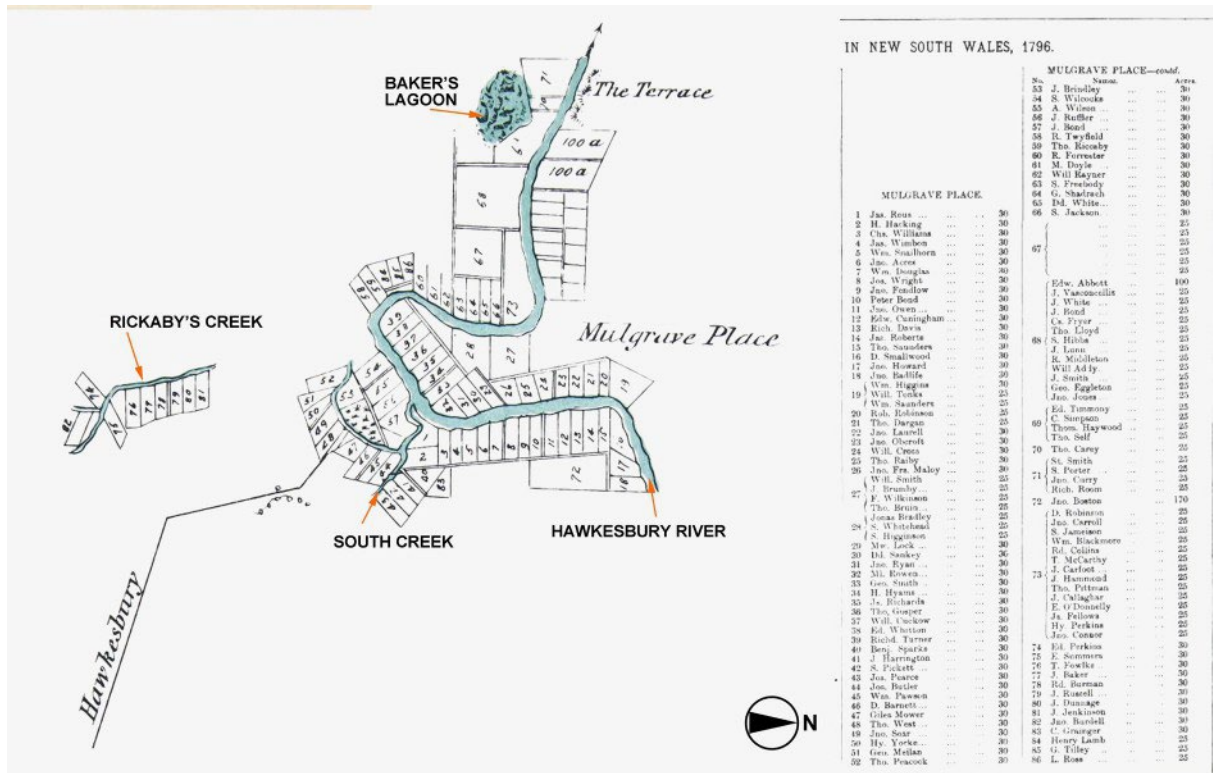 BAKER'S
LAGOON
The Terrace
RICKABY'S CREEK
Mulgrave Place
SOUTH CREEK
HAWKESBURY RIVER
Hawkesbury
N
100 a
100 a
IN NEW SOUTH WALES, 1796.
MULGRAVE PLACE.
1 Jas. Rous ... 30
2 H. Hacking ... 30
3 Chs. Williams ... 30
4 Jas. Wimbon ... 30
5 Wm. Snailhorn ... 30
6 Jno. Acres ... 30
7 Wm. Douglas ... 30
8 Jos. Wright ... 30
9 Jno. Fendlow ... 30
10 Peter Bond ... 30
11 Jno. Owen ... 30
12 Edw. Cuningham ... 30
13 Rich. Davis ... 30
14 Jas. Roberts ... 30
15 Tho. Saunders ... 30
16 D. Smallwood ... 30
17 Jno. Howard ... 30
18 Jno. Radlife ... 30
Wm. Higgins ... 25
19 Will. Tonks ... 25
Wm. Saunders ... 25
20 Rob. Robinson ... 30
21 Tho. Dargan
22 Jno. Laurell ... 30
23 Jno. Obcroft ... 30
24 Will. Cross ... 30
25 Tho. Raiby ... 30
26 Jno. Frs. Maloy ... 30
Will. Smith ... 25
J. Brumby ... 25
27 F. Wilkinson ... 25
Tho. Bruin ... 25
Jonas Bradley ... 25
28 S. Whitehead ... 25
S. Higginson ... 25
29 Mw. Lock ... 30
30 Dd. Sankey
31 Jno. Ryan ... 30
32 Mi. Rowen ... 30
33 Geo. Smith ... 30
34 H. Hyams ... 30
35 Js. Richards ... 30
36 Tho. Gosper ... 30
37 Will. Cuckow ... 30
38 Ed. Whitton ... 30
39 Richd. Turner ... 30
40 Benj. Sparks ... 30
41 J. Harrington ... 30
42 S. Pickett ... 30
43 Jos. Pearce ... 30
44 Jos. Butler ... 30
45 Wm. Pawson ... 30
46 D. Barnett ... 30
47 Giles Mower ... 30
48 Tho. West ... 30
49 Jno. Soar ... 30
50 Hy. Yorke ... 30
51 Geo. Meilan ... 30
52 Tho. Peacock ... 30
MULGRAVE PLACE—contd.
No. Names. Acres.
53 J. Brindley ... 30
54 S. Wilcocks ... 30
55 A. Wilson ... 30
56 J. Ruffler ... 30
57 J. Bond ... 30
58 R. Twyfield ... 30
59 Tho. Riccaby ... 30
60 R. Forrester ... 30
61 M. Doyle ... 30
62 Will Rayner ... 30
63 S. Freebody ... 30
64 G. Shadrach ... 30
65 Dd. White ... 30
66 S. Jackson ... 30
25
25
25
67 25
25
Edw. Abbott ... 100
J. Vasconcellis ... 25
J. White ... 25
J. Bond ... 25
Cs. Fryer ... 25
Tho. Lloyd ... 25
68 S. Hibbs ... 25
J. Lunn ... 25
R. Middleton ... 25
Will Addy ... 25
J. Smith ... 25
Geo. Eggleton ... 25
Jno. Jones ... 25
Ed. Timmony ... 25
C. Simpson ... 25
69 Thom. Haywood ... 25
Tho. Self ... 25
70 Tho. Carey ... 25
St. Smith ... 25
71 S. Porter ... 25
Jno. Curry ... 25
Rich. Room ... 25
72 Jno. Boston ... 170
D. Robinson ... 25
Jno. Carroll ... 25
S. Jameison ... 25
Wm. Blackmore ... 25
Rd. Collins ... 25
T. McCarthy ... 25
73 J. Carfoot ... 25
J. Hammond ... 25
Tho. Pittman ... 25
J. Callaghar ... 25
E. O'Donnelly ... 25
Js. Fellows ... 25
Hy. Perkins ... 25
Jno. Connor ... 25
74 Ed. Perkins ... 30
75 E. Sommers ... 30
76 T. Fowlks ... 30
77 J. Baker ... 30
78 Rd. Burman ... 30
79 J. Russell ... 30
80 J. Dunnage ... 30
81 J. Jenkinson ... 30
82 Jno. Burdell ... 30
83 C. Grainger ... 30
84 Henry Lamb ... 25
85 G. Tilley ... 25
86 L. Ross ... 25